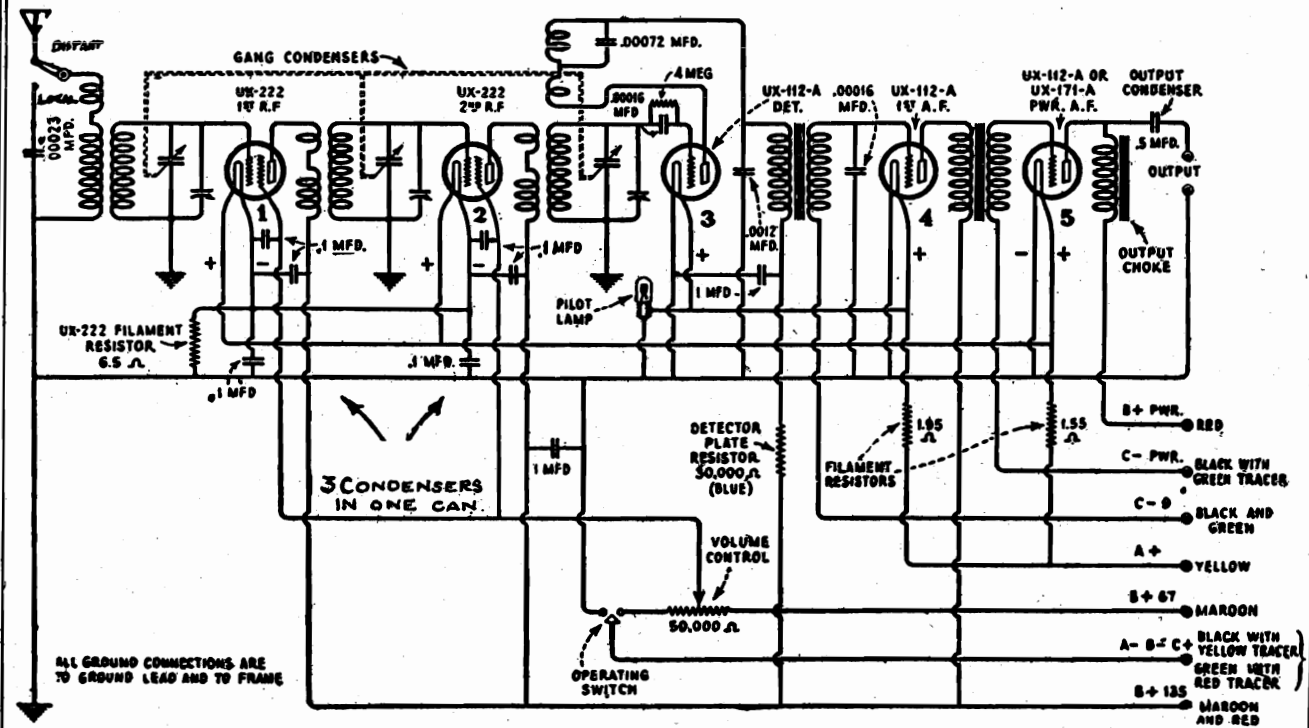 DISTANT
LOCAL
.00023
MFD.
GANG CONDENSERS
UX-222
1ST R.F
UX-222
2ND R.F
.00072 MFD.
.4 MEG
.00016
MFD
UX-112-A
DET.
.00016
MFD.
UX-112-A
1ST A.F.
UX-112-A OR
UX-171-A
PWR. A.F.
OUTPUT
CONDENSER
.5 MFD.
OUTPUT
OUTPUT
CHOKE
1
2
3
4
5
+
-
.1 MFD.
+
-
.1 MFD
+
.0012
MFD.
1 MFD
+
-
+
PILOT
LAMP
UX-222 FILAMENT
RESISTOR
6.5 Ω
.1 MFD
.1 MFD.
3 CONDENSERS
IN ONE CAN.
1 MFD
DETECTOR
PLATE
RESISTOR
50,000 Ω
(BLUE)
FILAMENT
RESISTORS
1.95
Ω
1.55
Ω
B+ PWR.
RED
C- PWR.
BLACK WITH
GREEN TRACER
C-9
BLACK AND
GREEN
A+
YELLOW
VOLUME
CONTROL
50,000 Ω
B+ 67
MAROON
OPERATING
SWITCH
A- B- C+
BLACK WITH
YELLOW TRACER
GREEN WITH
RED TRACER
B+ 135
MAROON
AND RED
ALL GROUND CONNECTIONS ARE
TO GROUND LEAD AND TO FRAME